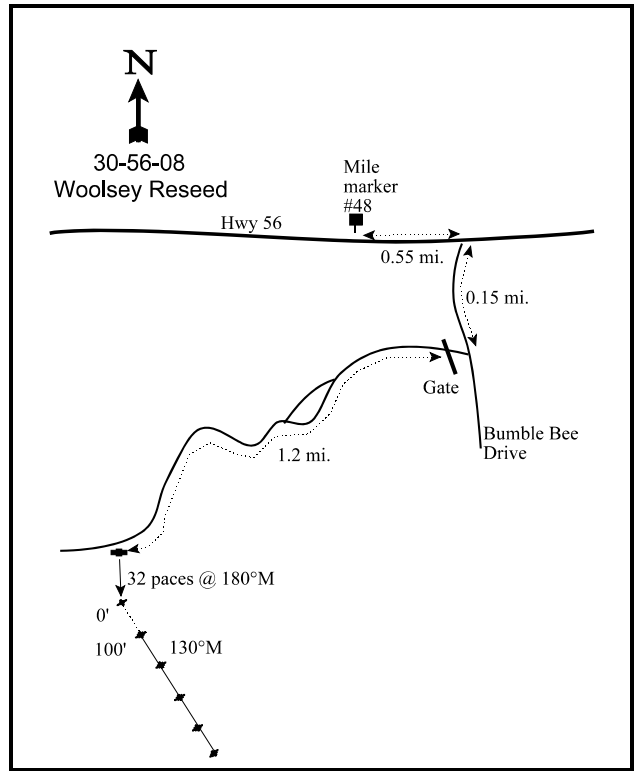 N
30-56-08
Woolsey Reseed
Mile
marker
#48
Hwy 56
0.55 mi.
0.15 mi.
Gate
Bumble Bee
Drive
1.2 mi.
32 paces @ 180°M
0'
100'
130°M